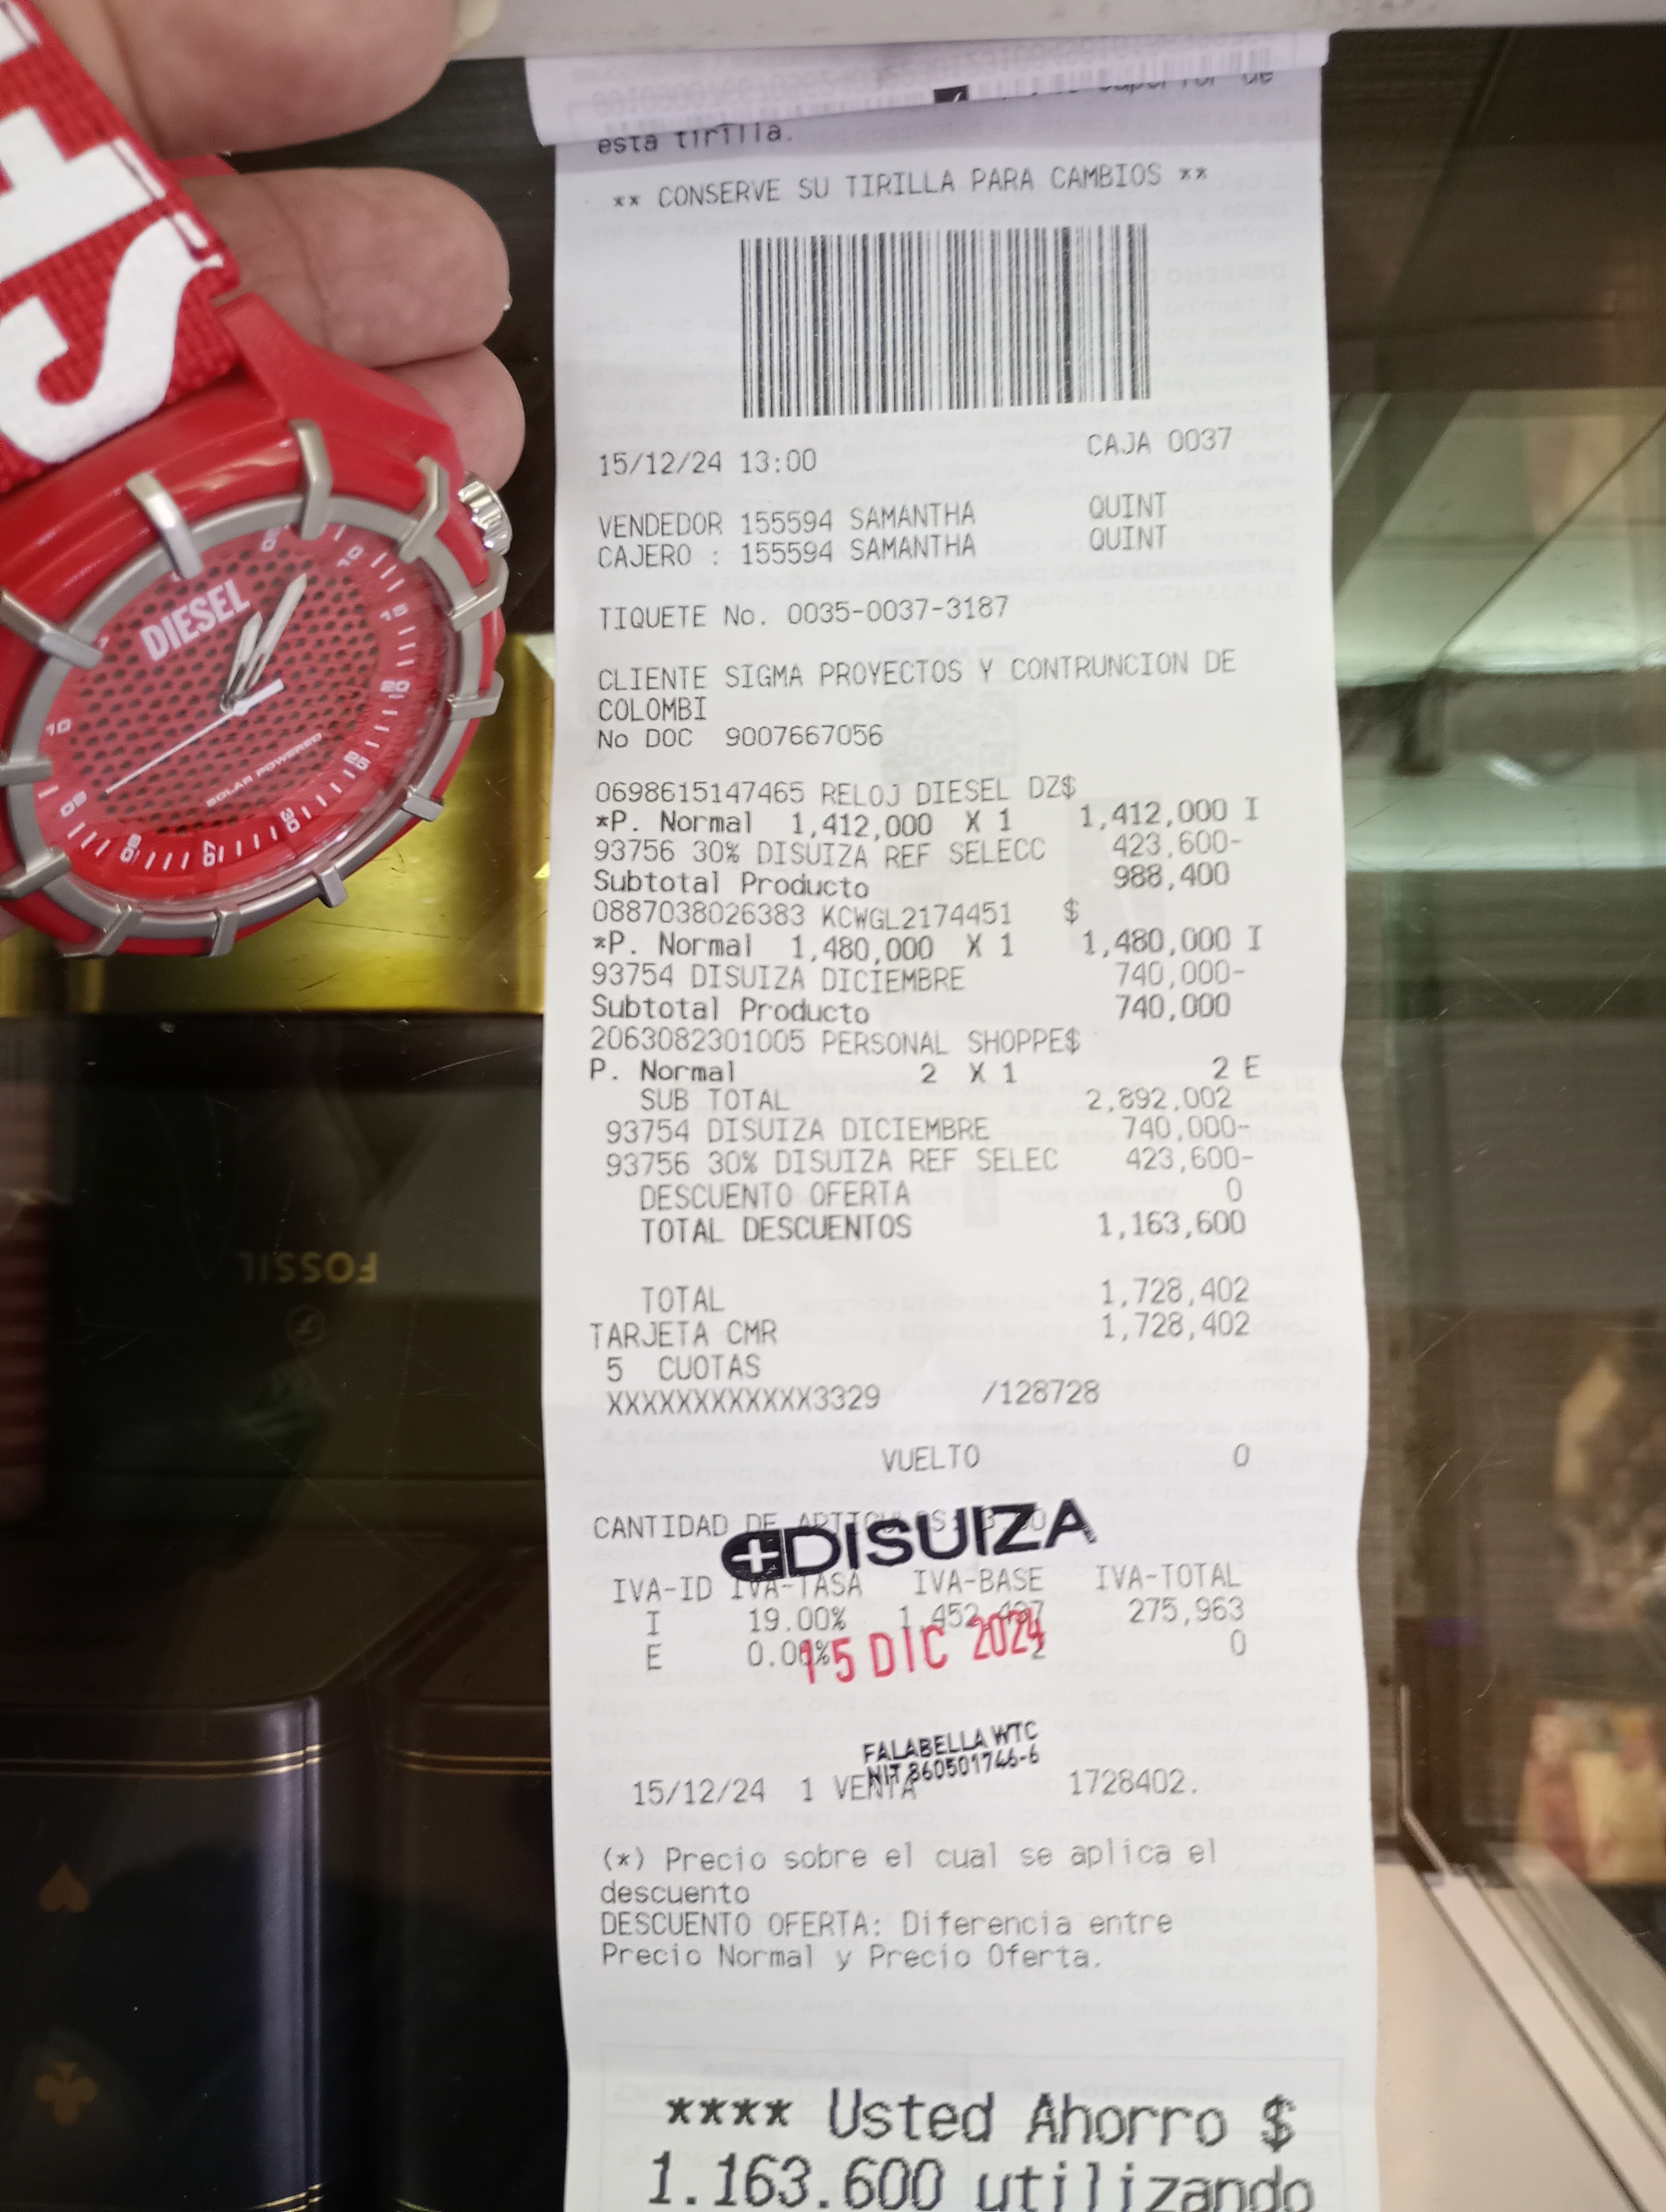 esta tirilla.
** CONSERVE SU TIRILLA PARA CAMBIOS **
15/12/24 13:00 CAJA 0037
VENDEDOR 155594 SAMANTHA QUINT
CAJERO : 155594 SAMANTHA QUINT
TIQUETE No. 0035-0037-3187
CLIENTE SIGMA PROYECTOS Y CONTRUNCION DE
COLOMBI
No DOC 9007667056
0698615147465 RELOJ DIESEL DZ$
*P. Normal 1,412,000 X 1 1,412,000 I
93756 30% DISUIZA REF SELECC 423,600-
Subtotal Producto 988,400
0887038026383 KCWGL2174451 $
*P. Normal 1,480,000 X 1 1,480,000 I
93754 DISUIZA DICIEMBRE 740,000-
Subtotal Producto 740,000
2063082301005 PERSONAL SHOPPE$
P. Normal 2 X 1 2 E
SUB TOTAL 2,892,002
93754 DISUIZA DICIEMBRE 740,000-
93756 30% DISUIZA REF SELEC 423,600-
DESCUENTO OFERTA 0
TOTAL DESCUENTOS 1,163,600
TOTAL 1,728,402
TARJETA CMR 1,728,402
5 CUOTAS
XXXXXXXXXXXX3329 /128728
VUELTO 0
CANTIDAD DE ARTICULOS
DISUIZA
IVA-ID IVA-TASA IVA-BASE IVA-TOTAL
I 19.00% 275,963
E 0.00% 2 0
15 DIC 2024
FALABELLA WTC
NIT 860501746-6
15/12/24 1 VENTA 1728402.
(*) Precio sobre el cual se aplica el
descuento
DESCUENTO OFERTA: Diferencia entre
Precio Normal y Precio Oferta.
**** Usted Ahorro $
1.163.600 utilizando
DIESEL
SOLAR POWERED
10
15
20
25
30
FOSSIL